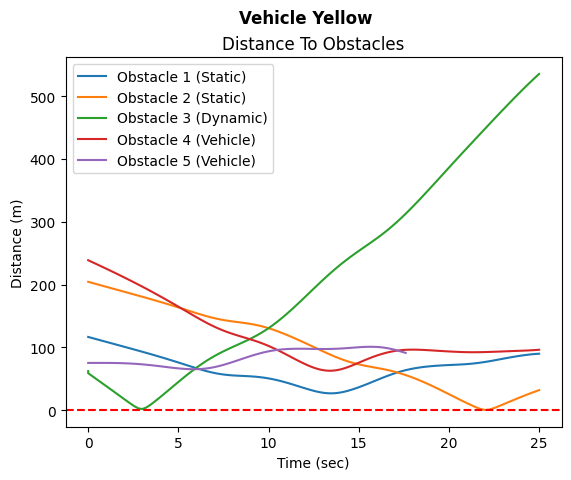 Vehicle Yellow
Distance To Obstacles
Obstacle 1 (Static)
Obstacle 2 (Static)
Obstacle 3 (Dynamic)
Obstacle 4 (Vehicle)
Obstacle 5 (Vehicle)
Distance (m)
500
400
300
200
100
0
0 5 10 15 20 25
Time (sec)